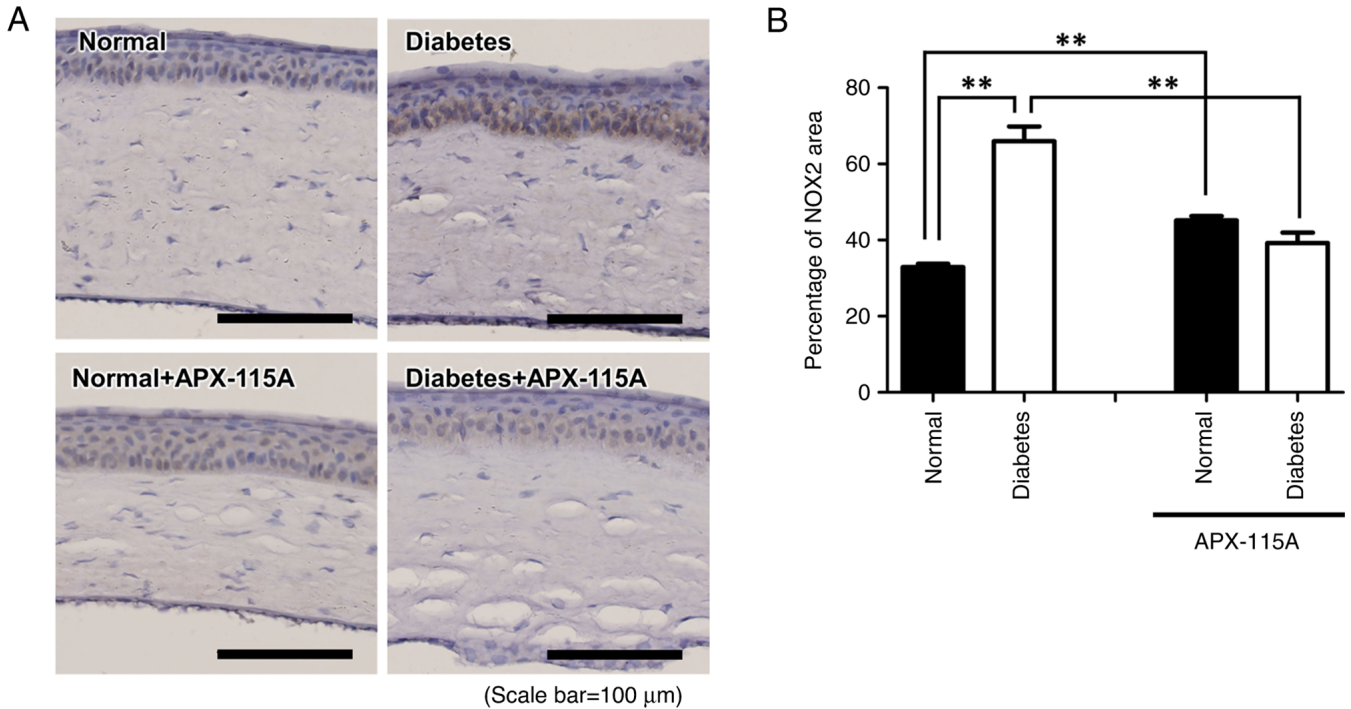 A
Normal
Diabetes
Normal+APX-115A
Diabetes+APX-115A
(Scale bar=100 μm)
B
**
**
**
Percentage of NOX2 area
80
60
40
20
0
Normal
Diabetes
Normal
Diabetes
APX-115A